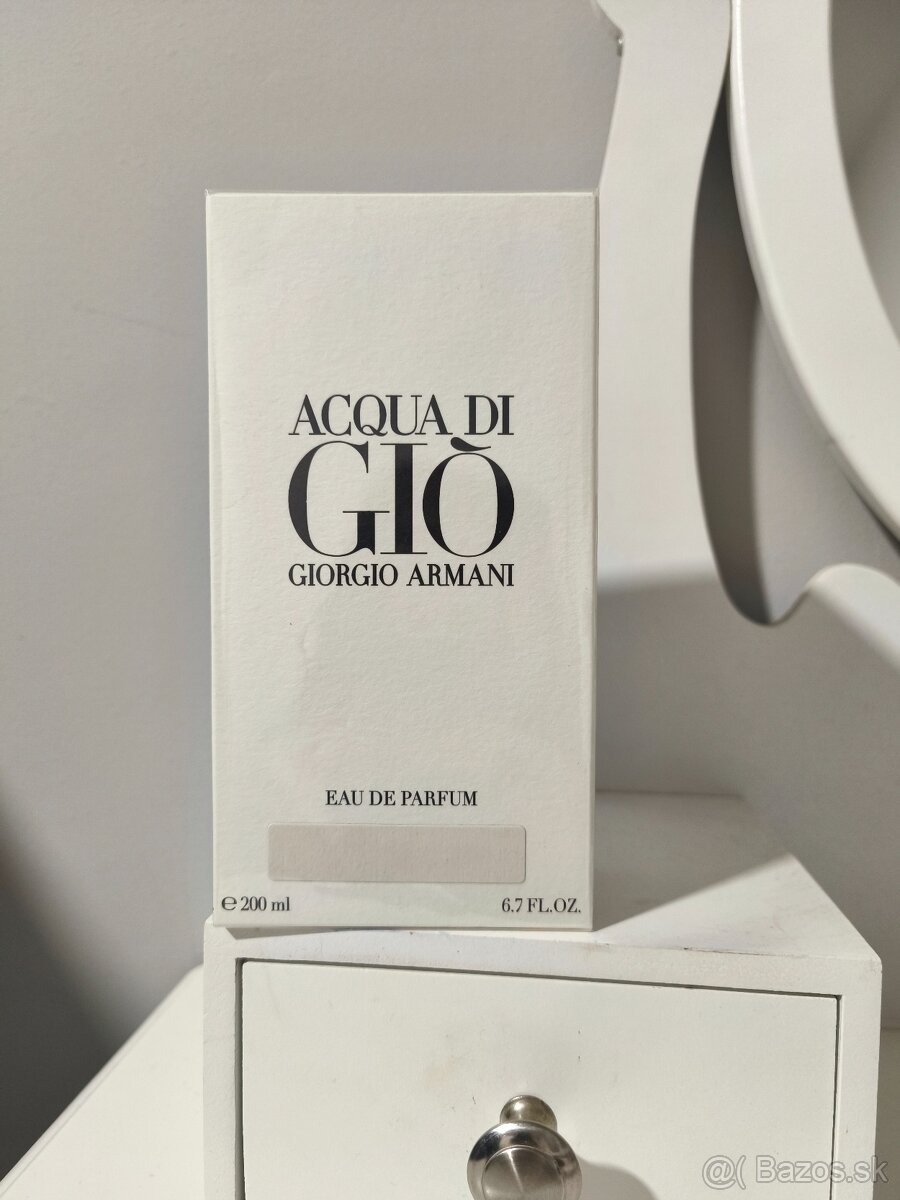 ACQUA DI
GIÒ
GIORGIO ARMANI
EAU DE PARFUM
℮ 200 ml 6.7 FL.OZ.
@( Bazos.sk